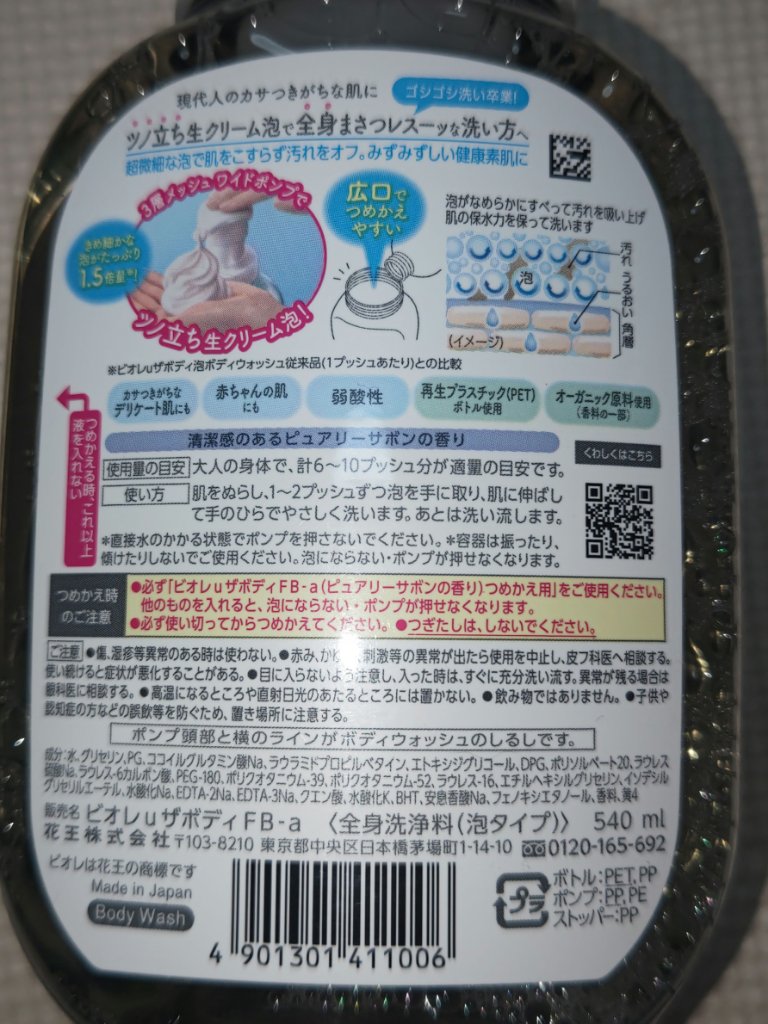 現代人のカサつきがちな肌に
ゴシゴシ洗い卒業!
ツノ立ち生クリーム泡で全身まさつレスーッな洗い方へ
超微細な泡で肌をこすらず汚れをオフ。みずみずしい健康素肌に
3層メッシュワイドポンプで
きめ細かな
泡がたっぷり
1.5倍量※!
ツノ立ち生クリーム泡!
広口で
つめかえ
やすい
泡がなめらかにすべって汚れを吸い上げ
肌の保水力を保って洗います
汚れ
うるおい
泡
角層
(イメージ)
※ビオレuザボディ泡ボディウォッシュ従来品(1プッシュあたり)との比較
カサつきがちな
デリケート肌にも
赤ちゃんの肌
にも
弱酸性
再生プラスチック(PET)
ボトル使用
オーガニック原料使用
(香料の一部)
つめかえる時、これ以上
液を入れない
清潔感のあるピュアリーサボンの香り
くわしくはこちら
使用量の目安 大人の身体で、計6~10プッシュ分が適量の目安です。
使い方 肌をぬらし、1~2プッシュずつ泡を手に取り、肌に伸ばし
て手のひらでやさしく洗います。あとは洗い流します。
*直接水のかかる状態でポンプを押さないでください。*容器は振ったり、
傾けたりしないでご使用ください。泡にならない・ポンプが押せなくなります。
つめかえ時
のご注意
●必ず「ビオレuザボディFB-a(ピュアリーサボンの香り)つめかえ用」をご使用ください。
他のものを入れると、泡にならない・ポンプが押せなくなります。
●必ず使い切ってからつめかえてください。●つぎたしは、しないでください。
ご注意 ●傷、湿疹等異常のある時は使わない。●赤み、かゆみ、刺激等の異常が出たら使用を中止し、皮フ科医へ相談する。
使い続けると症状が悪化することがある。●目に入らないよう注意し、入った時は、すぐに充分洗い流す。異常が残る場合は
眼科医に相談する。●高温になるところや直射日光のあたるところには置かない。●飲み物ではありません。●子供や
認知症の方などの誤飲等を防ぐため、置き場所に注意する。
ポンプ頭部と横のラインがボディウォッシュのしるしです。
成分:水、グリセリン、PG、ココイルグルタミン酸Na、ラウラミドプロピルベタイン、エトキシジグリコール、DPG、ポリソルベート20、ラウレス
硫酸Na、ラウレス-6カルボン酸、PEG-180、ポリクオタニウム-39、ポリクオタニウム-52、ラウレス-16、エチルヘキシルグリセリン、イソデシル
グリセリルエーテル、水酸化Na、EDTA-2Na、EDTA-3Na、クエン酸、水酸化K、BHT、安息香酸Na、フェノキシエタノール、香料、黄4
販売名 ビオレuザボディFB-a 〈全身洗浄料(泡タイプ)〉 540 ml
花王株式会社 〒103-8210 東京都中央区日本橋茅場町1-14-10 0120-165-692
ビオレは花王の商標です
Made in Japan
Body Wash
4 901301 411006
プラ
ボトル:PET,PP
ポンプ:PP,PE
ストッパー:PP